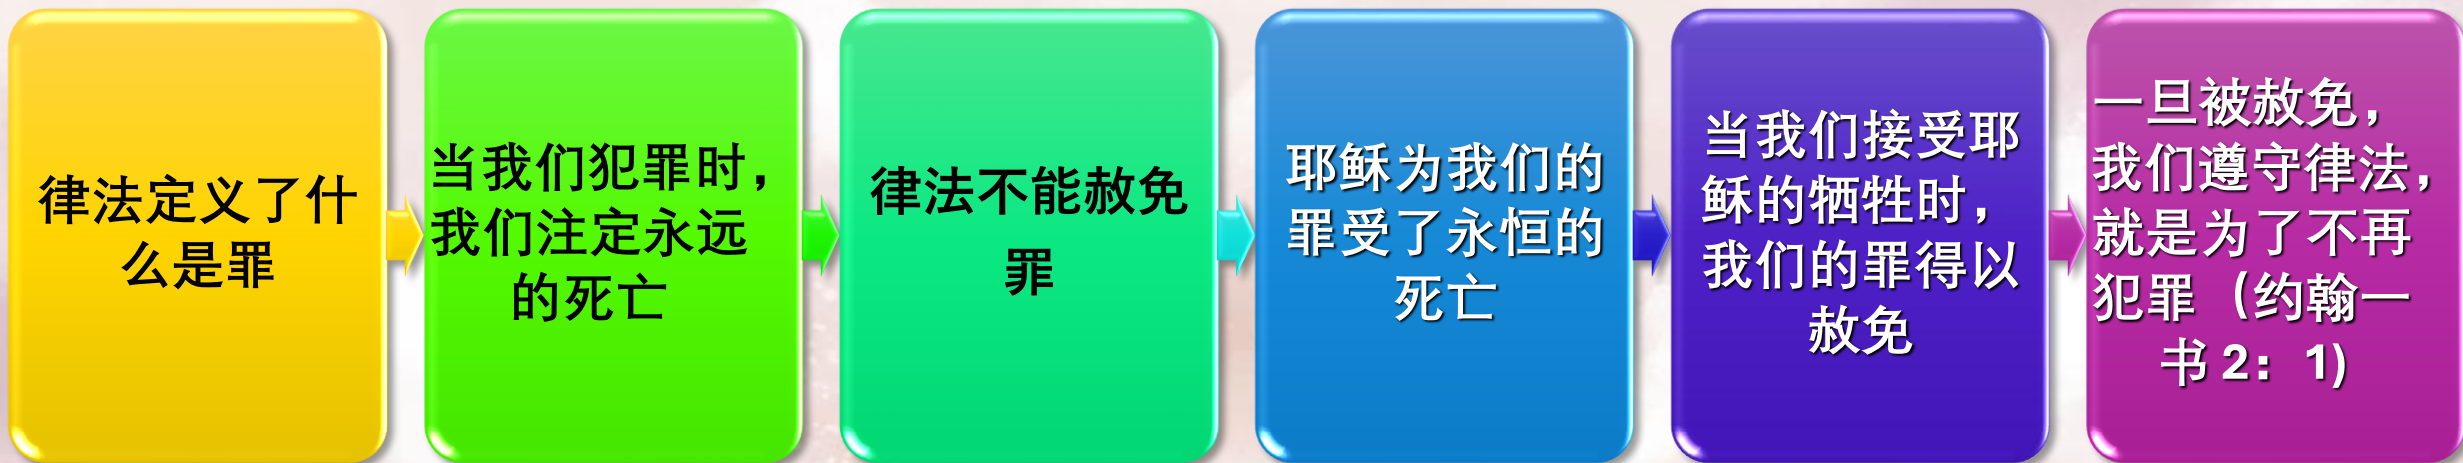 律法定义了什
么是罪
当我们犯罪时，
我们注定永远
的死亡
律法不能赦免
罪
耶稣为我们的
罪受了永恒的
死亡
当我们接受耶
稣的牺牲时，
我们的罪得以
赦免
一旦被赦免，
我们遵守律法，
就是为了不再
犯罪（约翰一
书 2：1)